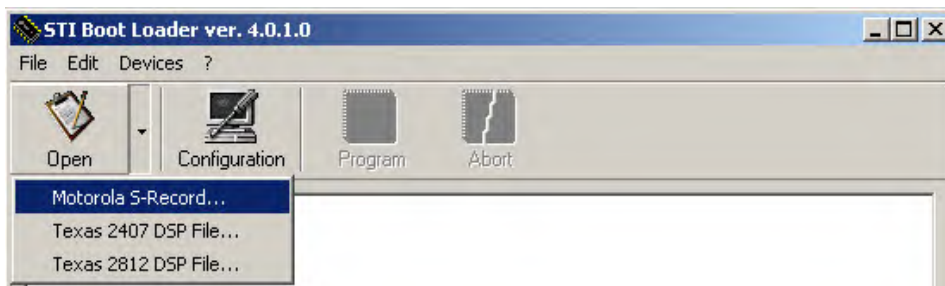 STI Boot Loader ver. 4.0.1.0
File Edit Devices ?
Open Configuration Program Abort
Motorola S-Record...
Texas 2407 DSP File...
Texas 2812 DSP File...